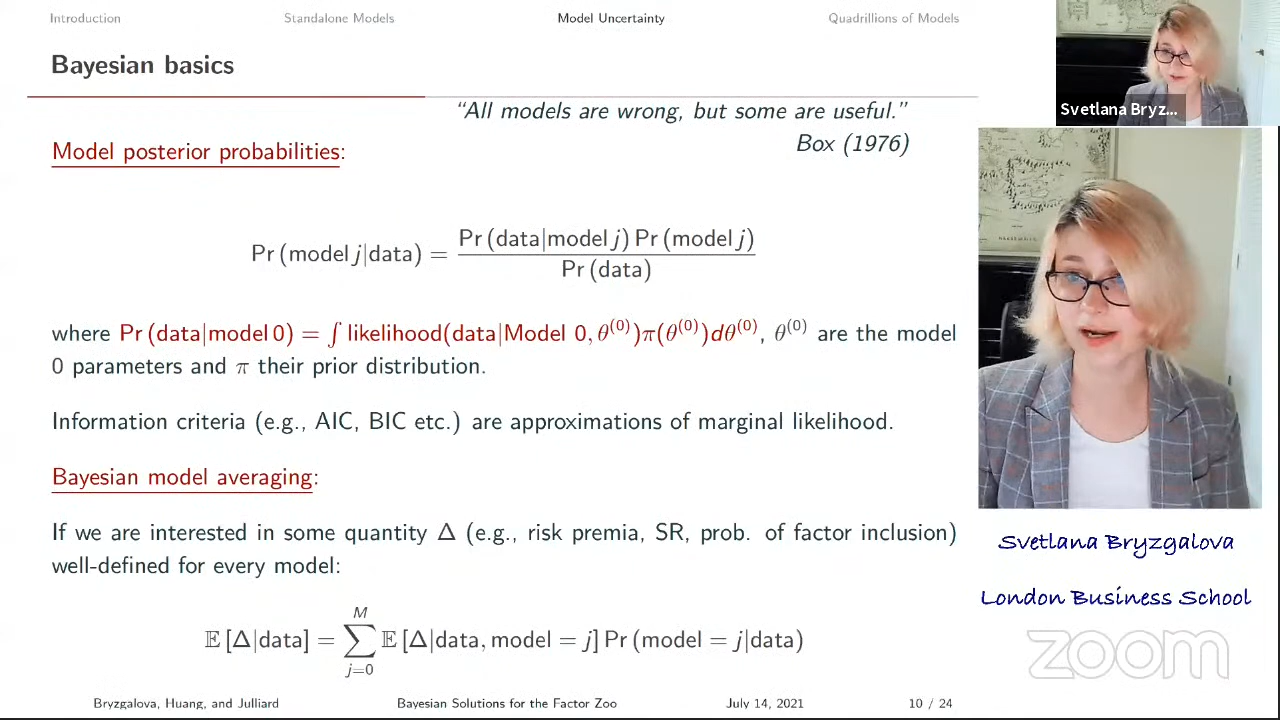 Introduction Standalone Models Model Uncertainty Quadrillions of Models
Bayesian basics
“All models are wrong, but some are useful.”
Box (1976)
Model posterior probabilities:
Pr (model j|data) = Pr (data|model j) Pr (model j) / Pr (data)
where Pr (data|model 0) = ∫ likelihood(data|Model 0, θ⁽⁰⁾)π(θ⁽⁰⁾)dθ⁽⁰⁾, θ⁽⁰⁾ are the model
0 parameters and π their prior distribution.
Information criteria (e.g., AIC, BIC etc.) are approximations of marginal likelihood.
Bayesian model averaging:
If we are interested in some quantity Δ (e.g., risk premia, SR, prob. of factor inclusion)
well-defined for every model:
𝔼 [Δ|data] = ∑_{j=0}^{M} 𝔼 [Δ|data, model = j] Pr (model = j|data)
Bryzgalova, Huang, and Julliard Bayesian Solutions for the Factor Zoo July 14, 2021 10 / 24
Svetlana Bryz...
Svetlana Bryzgalova
London Business School
zoom